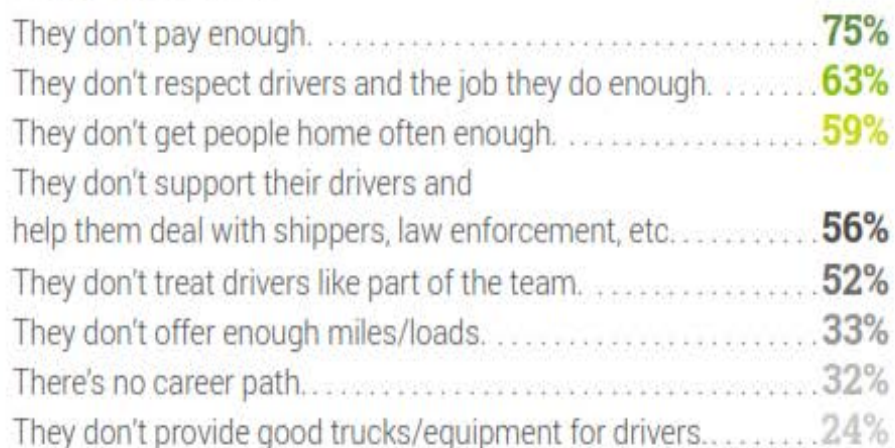 They don't pay enough. 75%
They don't respect drivers and the job they do enough. 63%
They don't get people home often enough. 59%
They don't support their drivers and
help them deal with shippers, law enforcement, etc. 56%
They don't treat drivers like part of the team. 52%
They don't offer enough miles/loads. 33%
There's no career path. 32%
They don't provide good trucks/equipment for drivers. 24%